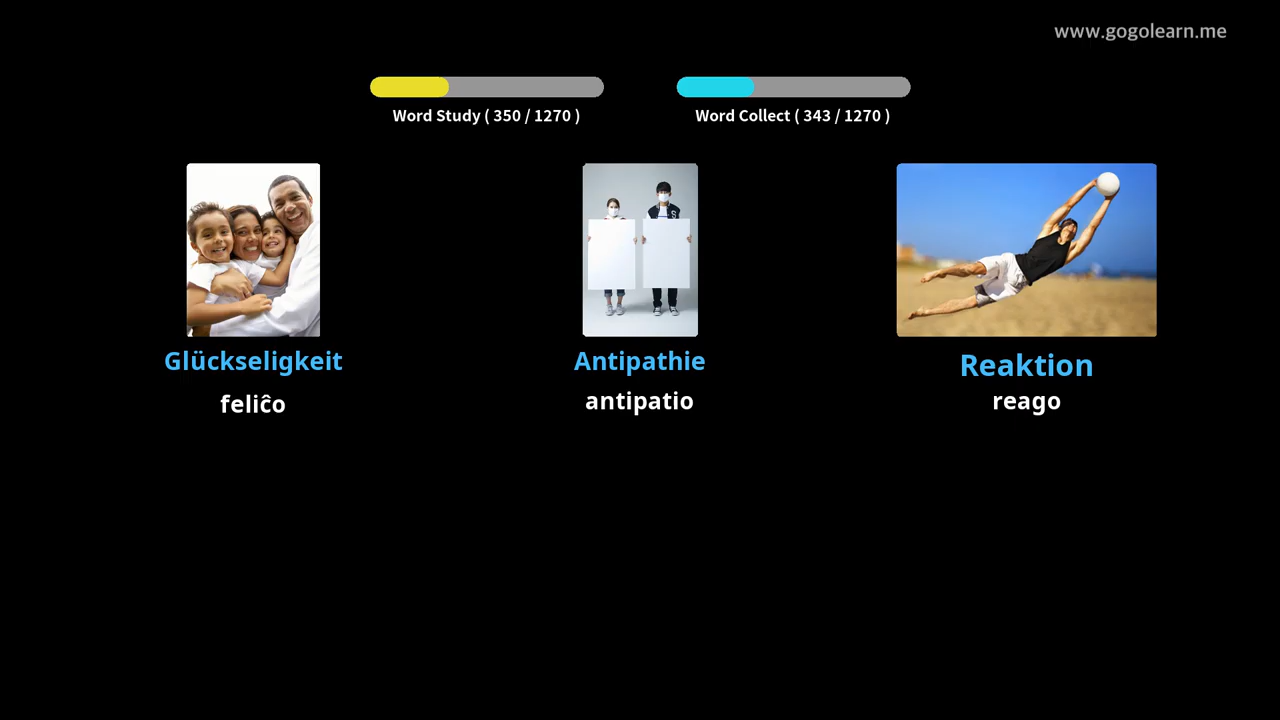 www.gogolearn.me
Word Study ( 350 / 1270 )
Word Collect ( 343 / 1270 )
Glückseligkeit
Antipathie
Reaktion
feliĉo
antipatio
reago